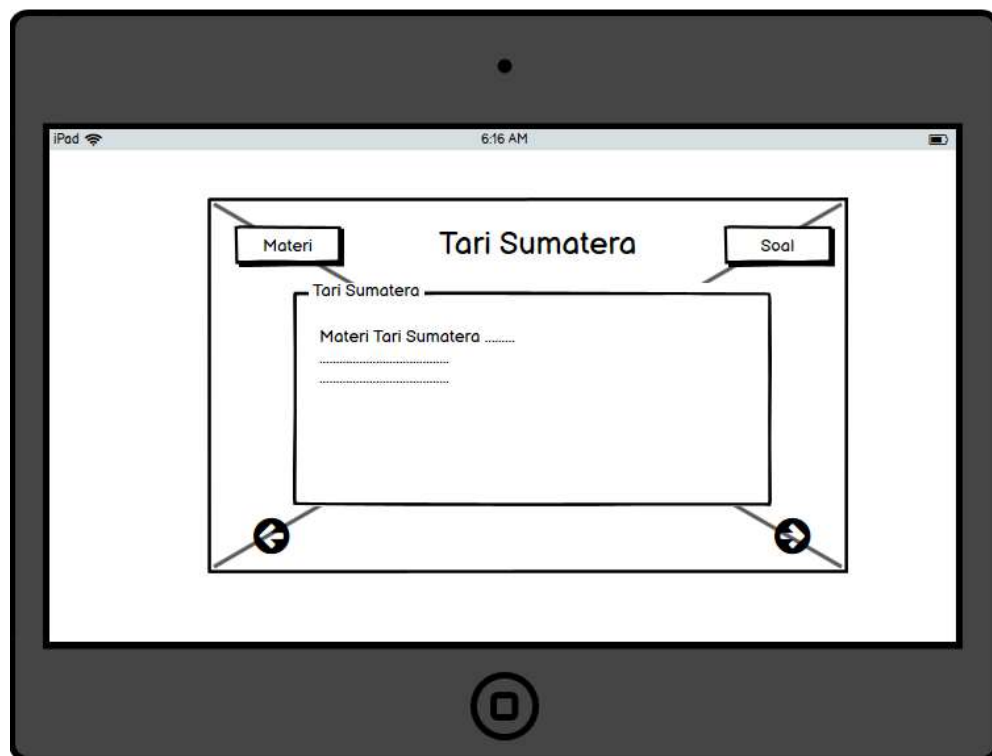 iPad 6:16 AM
Materi Tari Sumatera Soal
Tari Sumatera
Materi Tari Sumatera .........
.......................................
.......................................